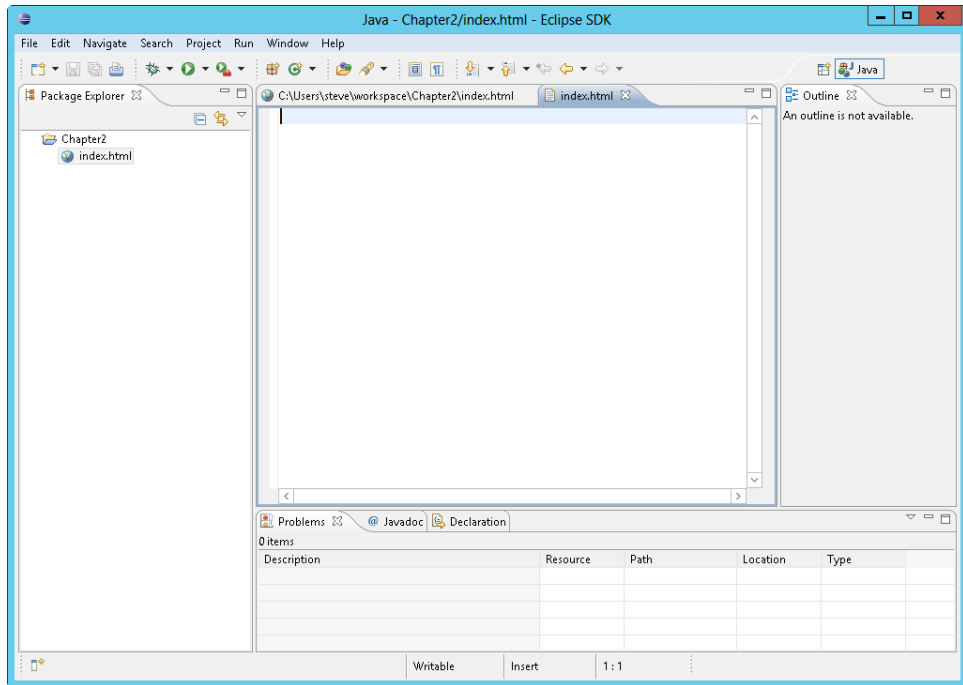 Java - Chapter2/index.html - Eclipse SDK
File Edit Navigate Search Project Run Window Help
Java
Package Explorer
C:\Users\steve\workspace\Chapter2\index.html index.html
Outline
An outline is not available.
Chapter2
index.html
Problems @ Javadoc Declaration
0 items
Description Resource Path Location Type
Writable Insert 1 : 1